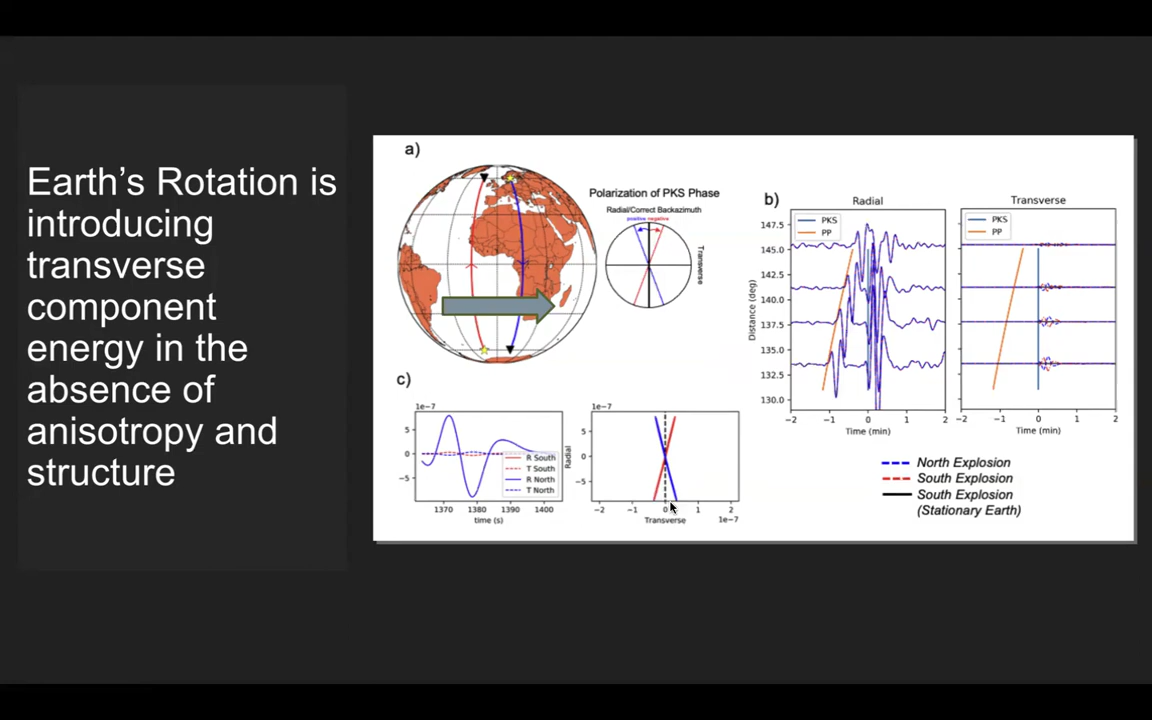 Earth's Rotation is
introducing
transverse
component
energy in the
absence of
anisotropy and
structure
a)
Polarization of PKS Phase
Radial/Correct Backazimuth
positive negative
Transverse
b)
Radial
Transverse
PKS
PP
PKS
PP
Distance (deg)
147.5
145.0
142.5
140.0
137.5
135.0
132.5
130.0
−2 −1 0 1 2
−2 −1 0 1 2
Time (min)
Time (min)
c)
1e-7
5
0
−5
R South
T South
R North
T North
1370 1380 1390 1400
time (s)
1e-7
Radial
5
0
−5
−2 −1 0 1 2
Transverse
1e-7
North Explosion
South Explosion
South Explosion
(Stationary Earth)